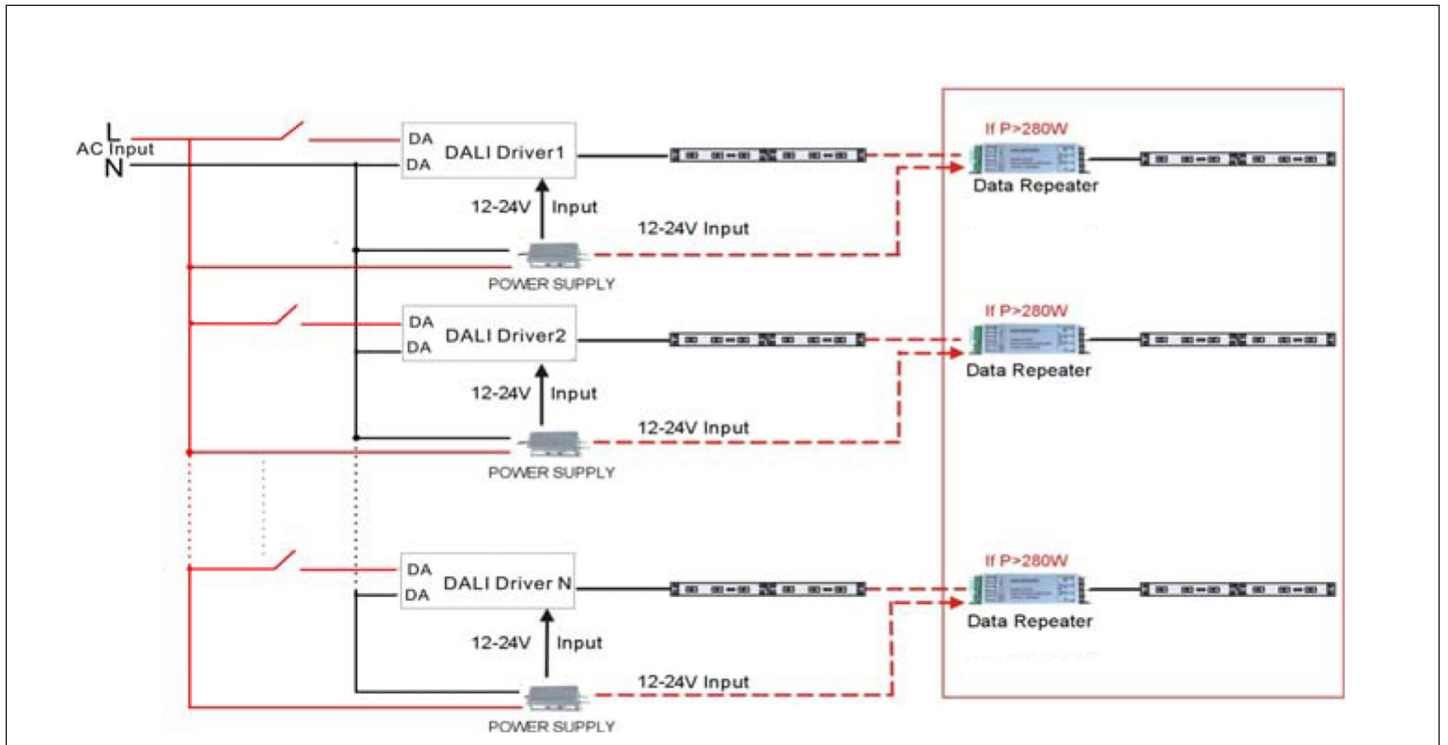 L
AC Input
N
DA
DA
DALI Driver1
If P>280W
Data Repeater
12-24V Input
12-24V Input
POWER SUPPLY
DA
DA
DALI Driver2
If P>280W
Data Repeater
12-24V Input
12-24V Input
POWER SUPPLY
DA
DA
DALI Driver N
If P>280W
Data Repeater
12-24V Input
12-24V Input
POWER SUPPLY